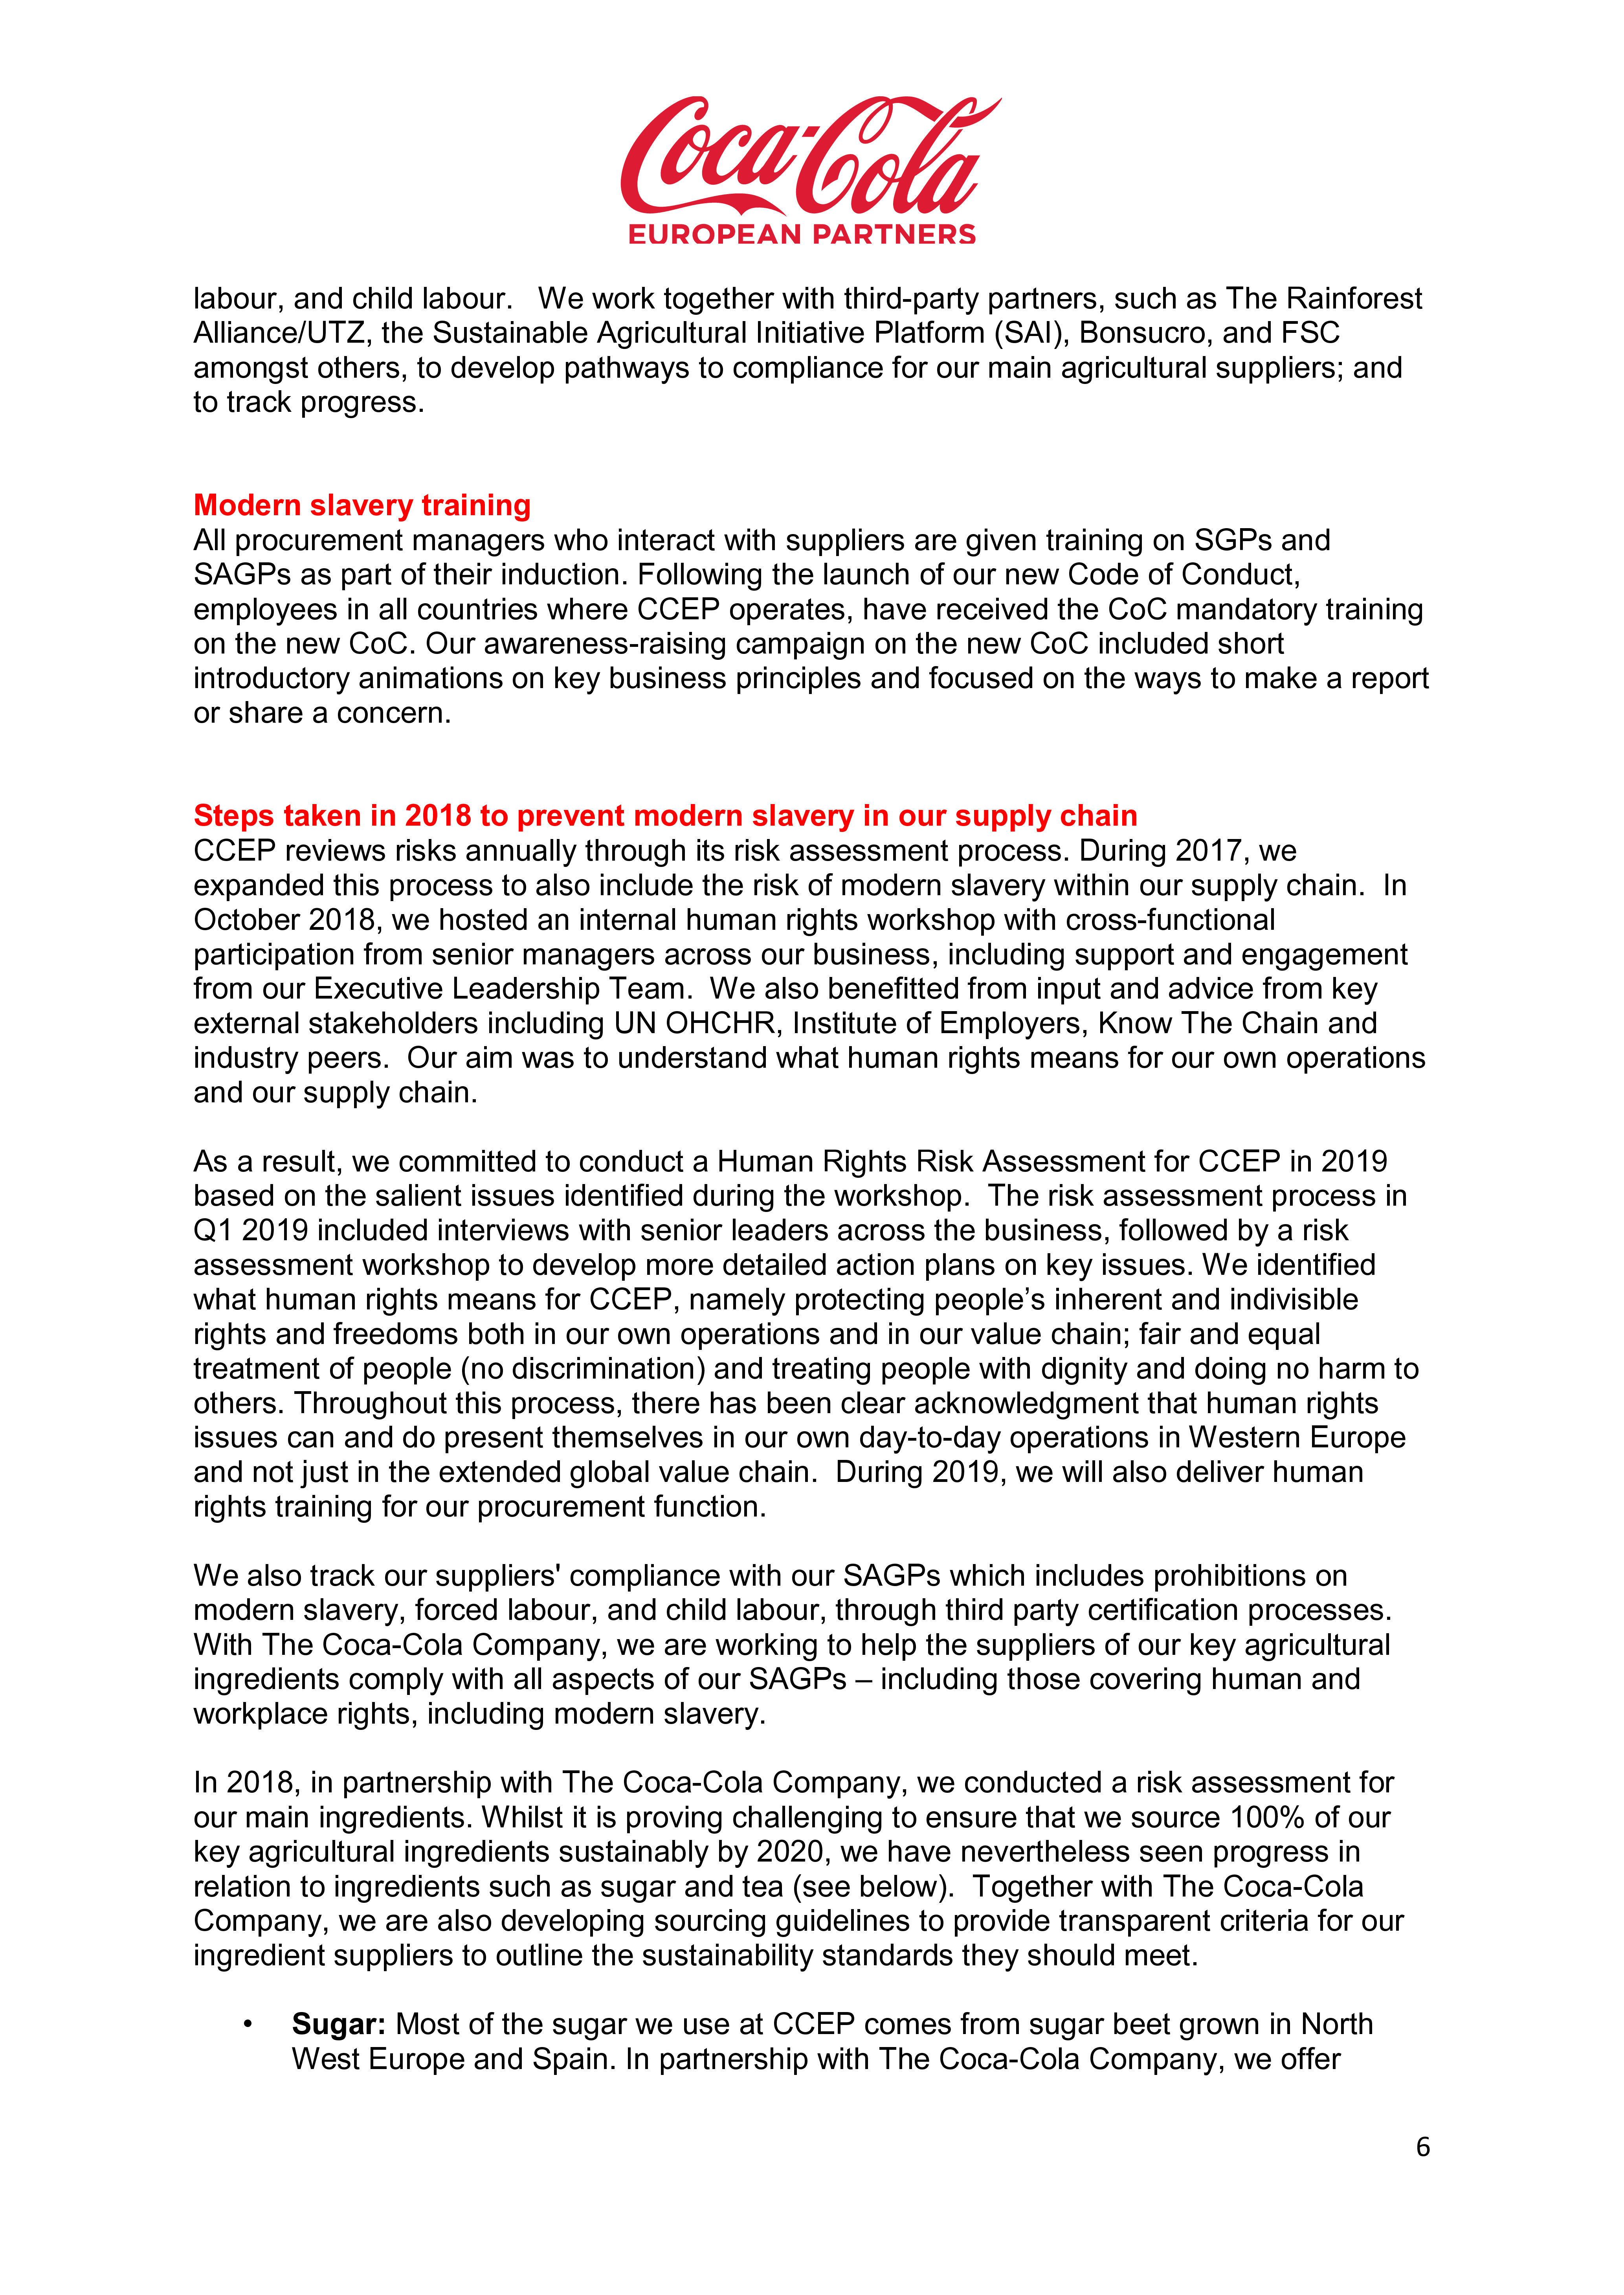 Coca-Cola
EUROPEAN PARTNERS
labour, and child labour.   We work together with third-party partners, such as The Rainforest
Alliance/UTZ, the Sustainable Agricultural Initiative Platform (SAI), Bonsucro, and FSC
amongst others, to develop pathways to compliance for our main agricultural suppliers; and
to track progress.
Modern slavery training
All procurement managers who interact with suppliers are given training on SGPs and
SAGPs as part of their induction. Following the launch of our new Code of Conduct,
employees in all countries where CCEP operates, have received the CoC mandatory training
on the new CoC. Our awareness-raising campaign on the new CoC included short
introductory animations on key business principles and focused on the ways to make a report
or share a concern.
Steps taken in 2018 to prevent modern slavery in our supply chain
CCEP reviews risks annually through its risk assessment process. During 2017, we
expanded this process to also include the risk of modern slavery within our supply chain.  In
October 2018, we hosted an internal human rights workshop with cross-functional
participation from senior managers across our business, including support and engagement
from our Executive Leadership Team.  We also benefitted from input and advice from key
external stakeholders including UN OHCHR, Institute of Employers, Know The Chain and
industry peers.  Our aim was to understand what human rights means for our own operations
and our supply chain.
As a result, we committed to conduct a Human Rights Risk Assessment for CCEP in 2019
based on the salient issues identified during the workshop.  The risk assessment process in
Q1 2019 included interviews with senior leaders across the business, followed by a risk
assessment workshop to develop more detailed action plans on key issues. We identified
what human rights means for CCEP, namely protecting people’s inherent and indivisible
rights and freedoms both in our own operations and in our value chain; fair and equal
treatment of people (no discrimination) and treating people with dignity and doing no harm to
others. Throughout this process, there has been clear acknowledgment that human rights
issues can and do present themselves in our own day-to-day operations in Western Europe
and not just in the extended global value chain.  During 2019, we will also deliver human
rights training for our procurement function.
We also track our suppliers' compliance with our SAGPs which includes prohibitions on
modern slavery, forced labour, and child labour, through third party certification processes.
With The Coca-Cola Company, we are working to help the suppliers of our key agricultural
ingredients comply with all aspects of our SAGPs – including those covering human and
workplace rights, including modern slavery.
In 2018, in partnership with The Coca-Cola Company, we conducted a risk assessment for
our main ingredients. Whilst it is proving challenging to ensure that we source 100% of our
key agricultural ingredients sustainably by 2020, we have nevertheless seen progress in
relation to ingredients such as sugar and tea (see below).  Together with The Coca-Cola
Company, we are also developing sourcing guidelines to provide transparent criteria for our
ingredient suppliers to outline the sustainability standards they should meet.
• Sugar: Most of the sugar we use at CCEP comes from sugar beet grown in North
West Europe and Spain. In partnership with The Coca-Cola Company, we offer
6